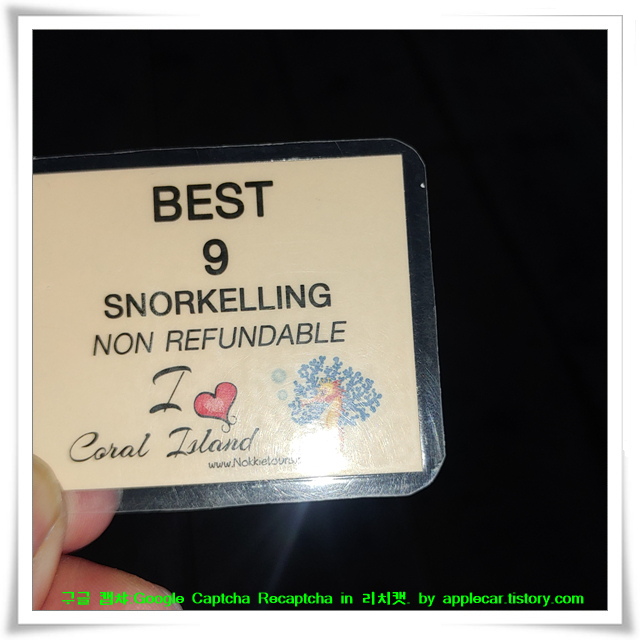 BEST
9
SNORKELLING
NON REFUNDABLE
I
Coral Island
구글 캡챠 Google Captcha Recaptcha in 리치캣. by applecar.tistory.com